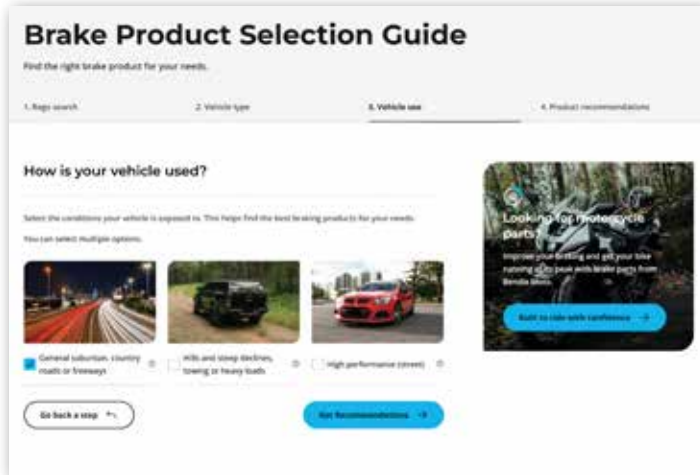 Brake Product Selection Guide
Find the right brake product for your needs.
1. Rego search
2. Vehicle type
3. Vehicle use
4. Product recommendations
How is your vehicle used?
Select the conditions your vehicle is exposed to. This helps find the best braking products for your needs.
You can select multiple options.
General suburban, country
roads or freeways
Hills and steep declines,
towing or heavy loads
High performance (street)
Go back a step
Get Recommendations
Looking for motorcycle
parts?
Improve your braking and get your bike
running at its peak with brake parts from
Bendix Moto.
Built to ride with confidence